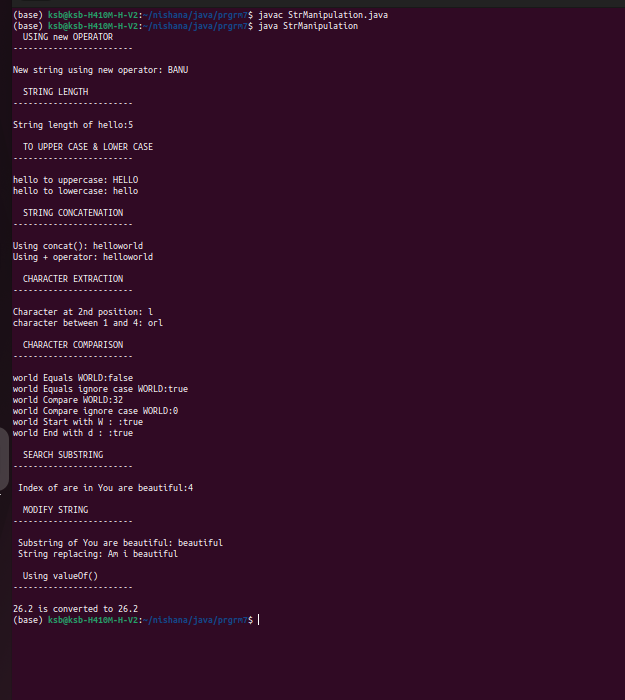 (base) ksb@ksb-H410M-H-V2:~/nishana/java/prgrm7$ javac StrManipulation.java
(base) ksb@ksb-H410M-H-V2:~/nishana/java/prgrm7$ java StrManipulation
  USING new OPERATOR
------------------------

New string using new operator: BANU

  STRING LENGTH
------------------------

String length of hello:5

  TO UPPER CASE & LOWER CASE
------------------------

hello to uppercase: HELLO
hello to lowercase: hello

  STRING CONCATENATION
------------------------

Using concat(): helloworld
Using + operator: helloworld

  CHARACTER EXTRACTION
------------------------

Character at 2nd position: l
character between 1 and 4: orl

  CHARACTER COMPARISON
------------------------

world Equals WORLD:false
world Equals ignore case WORLD:true
world Compare WORLD:32
world Compare ignore case WORLD:0
world Start with W : :true
world End with d : :true

  SEARCH SUBSTRING
------------------------

 Index of are in You are beautiful:4

  MODIFY STRING
------------------------

 Substring of You are beautiful: beautiful
 String replacing: Am i beautiful

  Using valueOf()
------------------------

26.2 is converted to 26.2
(base) ksb@ksb-H410M-H-V2:~/nishana/java/prgrm7$